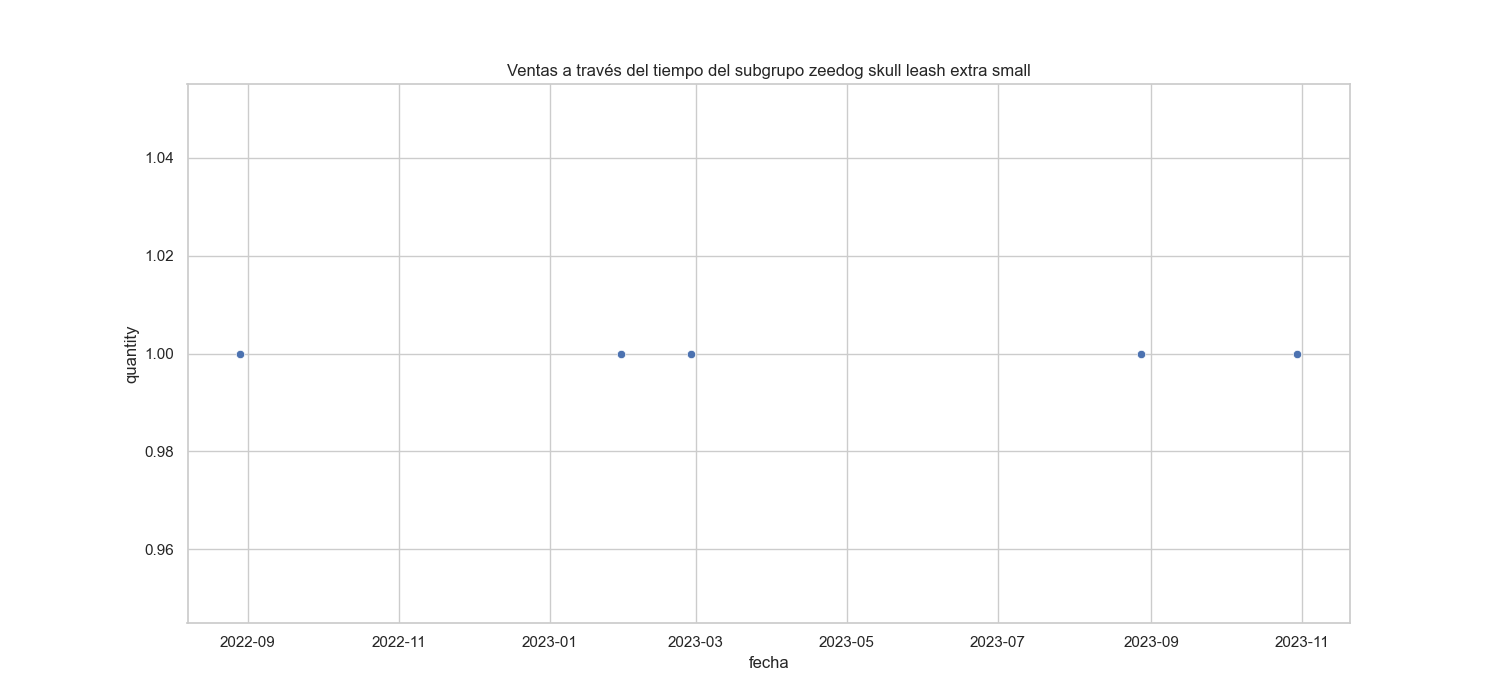 Ventas a través del tiempo del subgrupo zeedog skull leash extra small
1.04
1.02
1.00
0.98
0.96
quantity
2022-09 2022-11 2023-01 2023-03 2023-05 2023-07 2023-09 2023-11
fecha